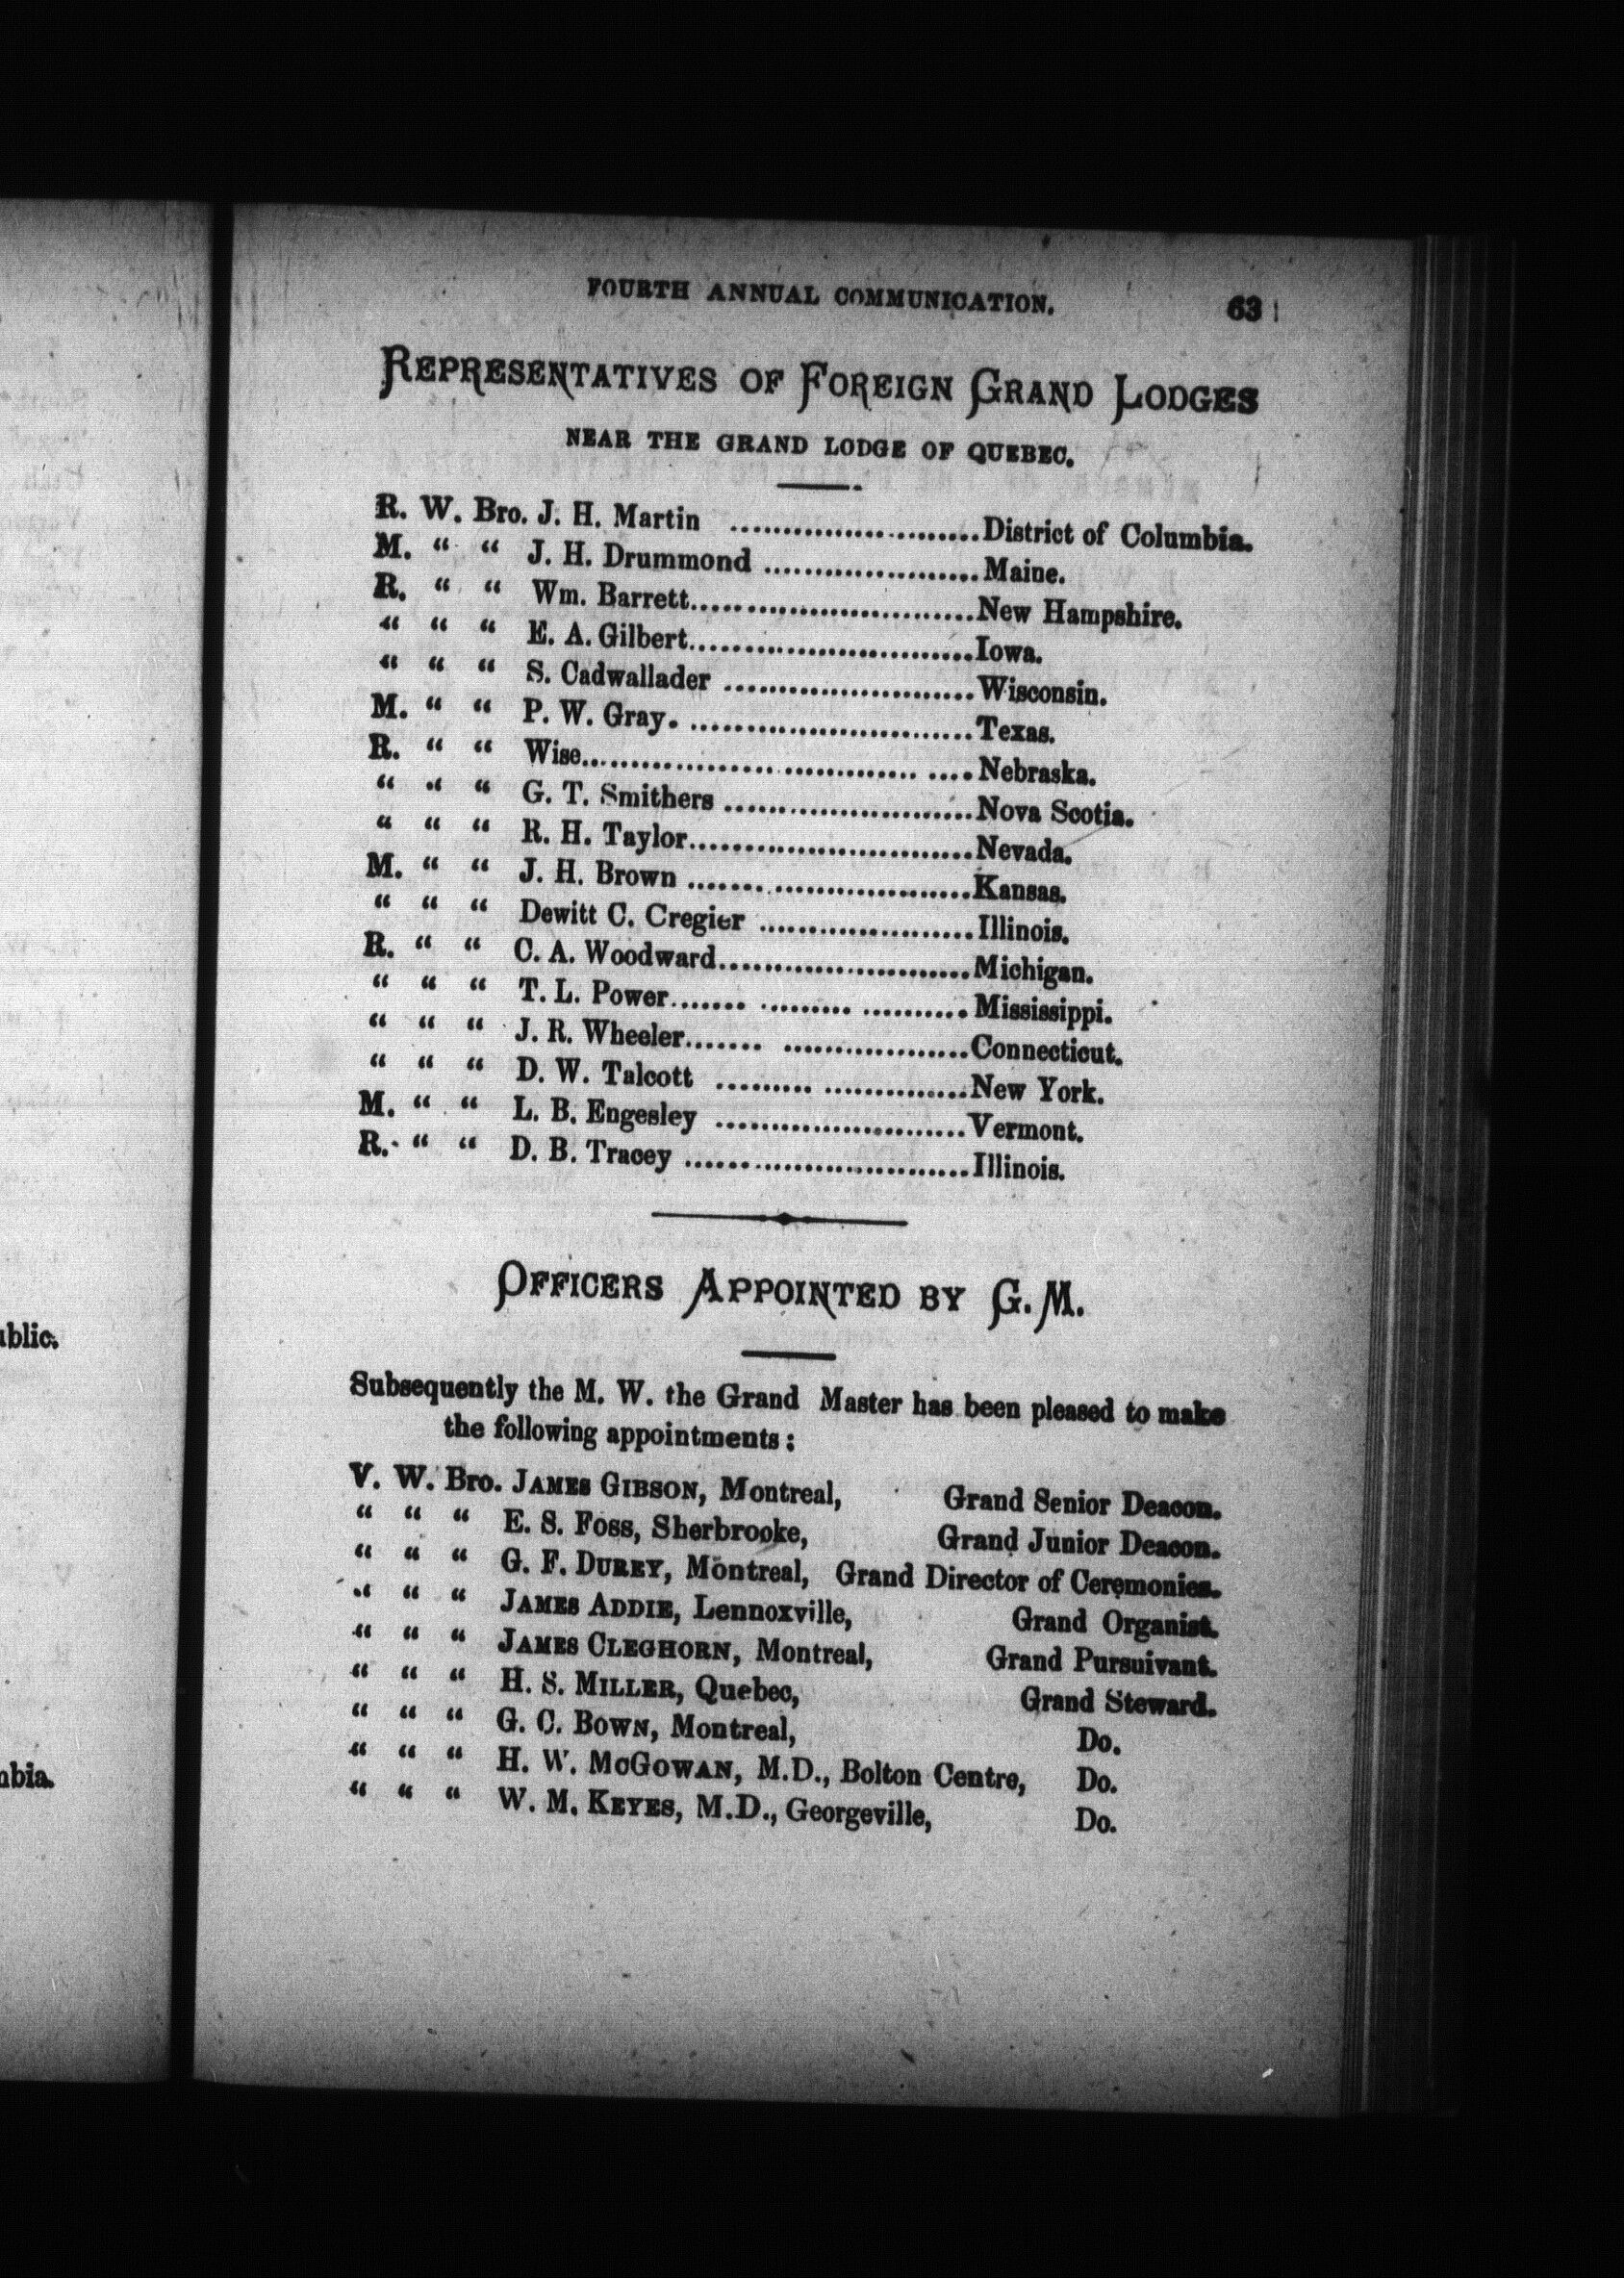 FOURTH ANNUAL COMMUNICATION. 63
REPRESENTATIVES OF FOREIGN GRAND LODGES
NEAR THE GRAND LODGE OF QUEBEC.
R. W. Bro. J. H. Martin ........................ District of Columbia.
M. “ “ J. H. Drummond ........................ Maine.
R. “ “ Wm. Barrett ........................ New Hampshire.
“ “ “ E. A. Gilbert ........................ Iowa.
“ “ “ S. Cadwallader ........................ Wisconsin.
M. “ “ P. W. Gray. ........................ Texas.
R. “ “ Wise ........................ Nebraska.
“ “ “ G. T. Smithers ........................ Nova Scotia.
“ “ “ R. H. Taylor ........................ Nevada.
M. “ “ J. H. Brown ........................ Kansas.
“ “ “ Dewitt C. Cregier ........................ Illinois.
R. “ “ C. A. Woodward ........................ Michigan.
“ “ “ T. L. Power ........................ Mississippi.
“ “ “ J. R. Wheeler ........................ Connecticut.
“ “ “ D. W. Talcott ........................ New York.
M. “ “ L. B. Engesley ........................ Vermont.
R. “ “ D. B. Tracey ........................ Illinois.
OFFICERS APPOINTED BY G. M.
Subsequently the M. W. the Grand Master has been pleased to make
the following appointments:
V. W. Bro. JAMES GIBSON, Montreal, Grand Senior Deacon.
“ “ “ E. S. FOSS, Sherbrooke, Grand Junior Deacon.
“ “ “ G. F. DUREY, Montreal, Grand Director of Ceremonies.
“ “ “ JAMES ADDIE, Lennoxville, Grand Organist.
“ “ “ JAMES CLEGHORN, Montreal, Grand Pursuivant.
“ “ “ H. S. MILLER, Quebec, Grand Steward.
“ “ “ G. C. BOWN, Montreal, Do.
“ “ “ H. W. MCGOWAN, M.D., Bolton Centre, Do.
“ “ “ W. M. KEYES, M.D., Georgeville, Do.